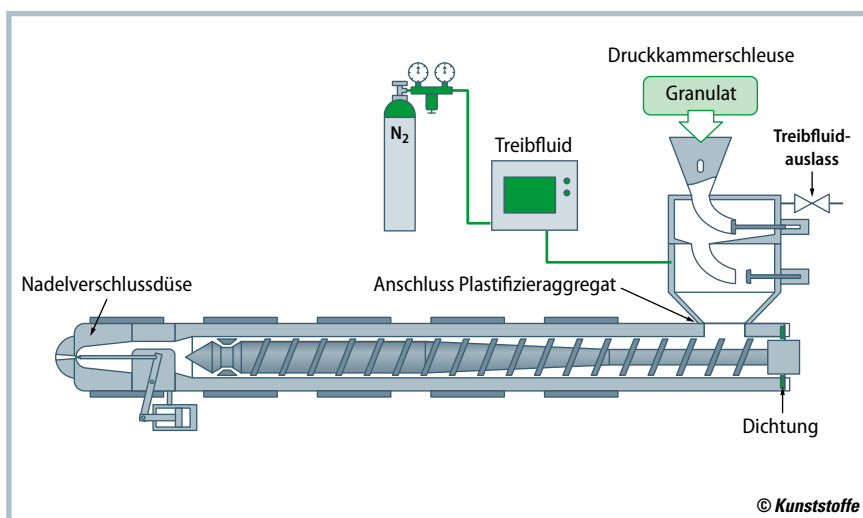 Druckkammerschleuse
Granulat
N2
Treibfluid
Treibfluid-
auslass
Nadelverschlussdüse
Anschluss Plastifizieraggregat
Dichtung
© Kunststoffe